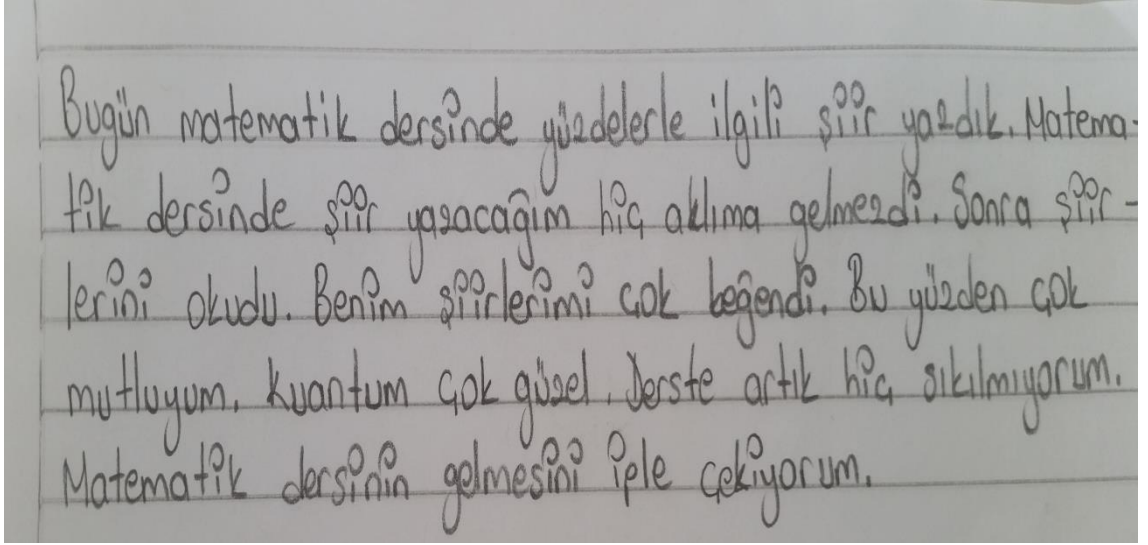 Bugün matematik dersinde yüzdelerle ilgili şiir yazdık. Matema-
tik dersinde şiir yazacağım hiç aklıma gelmezdi. Sonra şiir-
lerini okudu. Benim şiirlerimi çok beğendi. Bu yüzden çok
mutluyum. Kuantum çok güzel. Derste artık hiç sıkılmıyorum.
Matematik dersinin gelmesini iple çekiyorum.